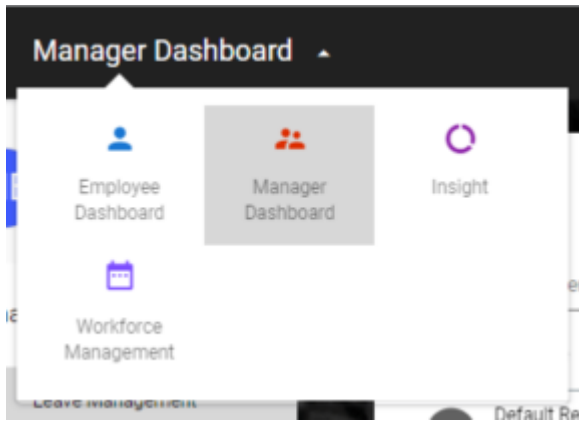 Manager Dashboard
Employee
Dashboard
Manager
Dashboard
Insight
Workforce
Management
Leave Management
Default Re